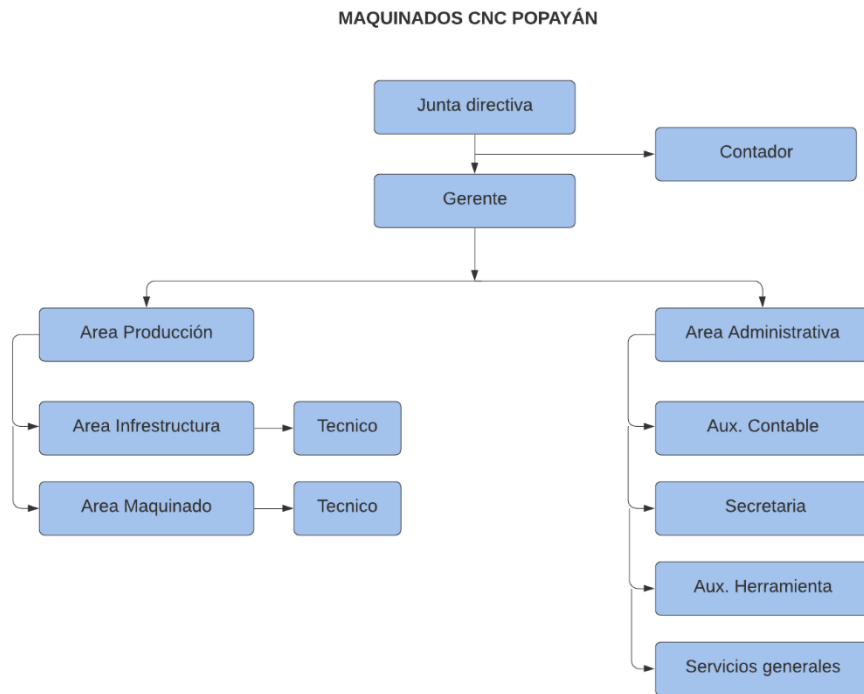 MAQUINADOS CNC POPAYÁN
Junta directiva
Contador
Gerente
Area Producción
Area Administrativa
Area Infrestructura
Tecnico
Aux. Contable
Area Maquinado
Tecnico
Secretaria
Aux. Herramienta
Servicios generales